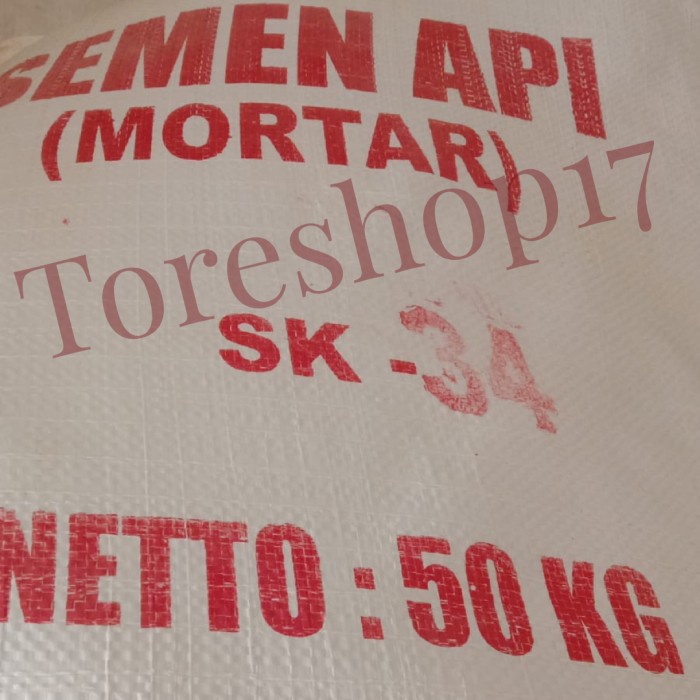 SEMEN API
(MORTAR)
Toreshop17
SK - 34
NETTO : 50 KG